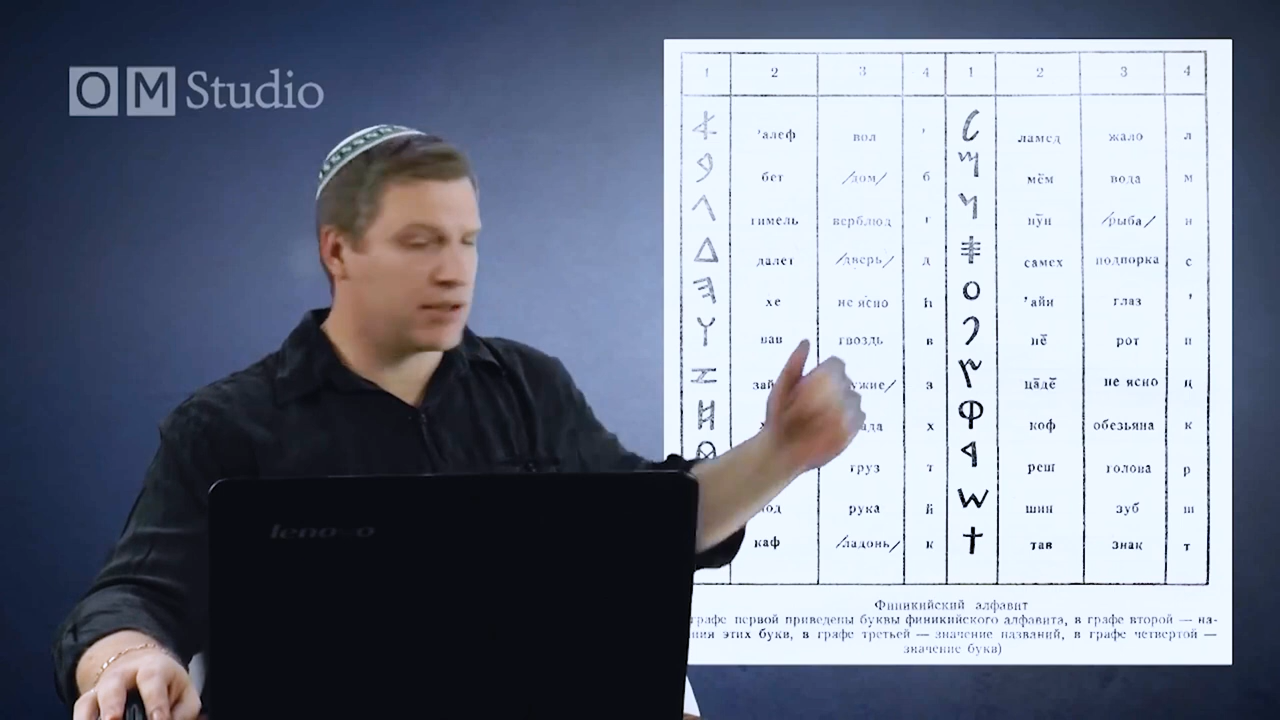 OM Studio
1 2 3 4 1 2 3 4
’алеф вол ’ ламед жало л
бет /дом/ б мём вода м
гимель верблюд г нӯн /рыба/ н
далет /дверь/ д самех подпорка с
хе не ясно h ’айн глаз ’
вав гвоздь в пē рот п
з цāдē не ясно ц
х коф обезьяна к
груз т реш голова р
рука й шин зуб ш
каф /ладонь/ к тав знак т
Финикийский алфавит
графе первой приведены буквы финикийского алфавита, в графе второй — на-
ния этих букв, в графе третьей — значение названий, в графе четвертой —
значение букв)
lenovo